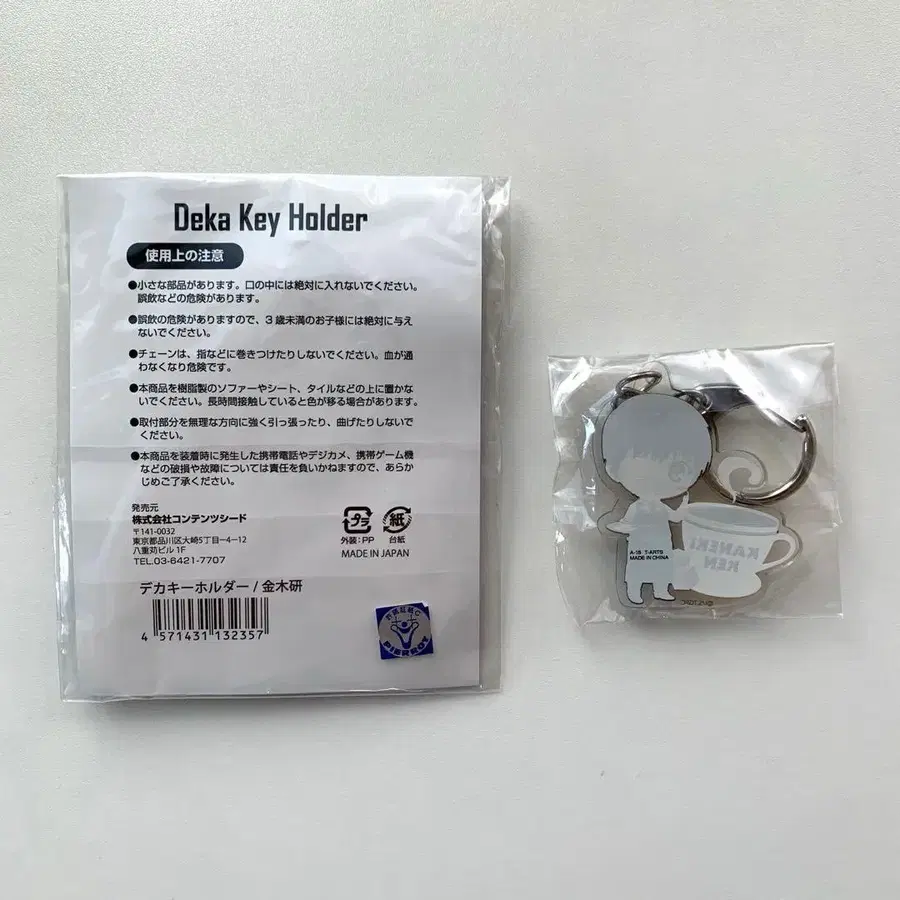 Deka Key Holder
使用上の注意
●小さな部品があります。口の中には絶対に入れないでください。
誤飲などの危険があります。
●誤飲の危険がありますので、3歳未満のお子様には絶対に与え
ないでください。
●チェーンは、指などに巻きつけたりしないでください。血が通
わなくなり危険です。
●本商品を樹脂製のソファーやシート、タイルなどの上に置かな
いでください。長時間接触していると色が移る場合があります。
●取付部分を無理な方向に強く引っ張ったり、曲げたりしないで
ください。
●本商品を装着時に発生した携帯電話やデジカメ、携帯ゲーム機
などの破損や故障については責任を負いかねますので、あらか
じめご了承ください。
発売元
株式会社コンテンツシード
〒141-0032
東京都品川区大崎5丁目-4-12
八重苅ビル 1F
TEL.03-6421-7707
プラ
外装:PP
紙
台紙
MADE IN JAPAN
デカキーホルダー/金木研
4 571431 132357
PIERROT
A-15 T-ARTS
MADE IN CHINA
KANEKI
KEN